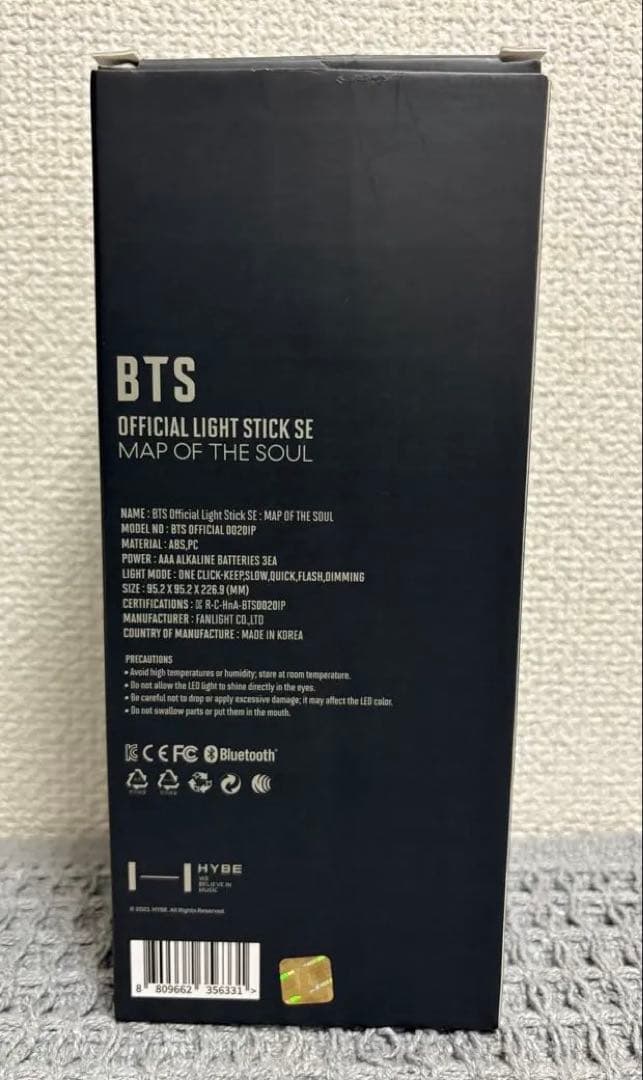 BTS
OFFICIAL LIGHT STICK SE
MAP OF THE SOUL
NAME : BTS Official Light Stick SE : MAP OF THE SOUL
MODEL NO : BTS OFFICIAL 00201P
MATERIAL : ABS,PC
POWER : AAA ALKALINE BATTERIES 3EA
LIGHT MODE : ONE CLICK-KEEP,SLOW,QUICK,FLASH,DIMMING
SIZE : 95.2 X 95.2 X 226.9 (MM)
CERTIFICATIONS : R-C-HnA-BTS00201P
MANUFACTURER : FANLIGHT CO.,LTD
COUNTRY OF MANUFACTURE : MADE IN KOREA
PRECAUTIONS
• Avoid high temperatures or humidity; store at room temperature.
• Do not allow the LED light to shine directly in the eyes.
• Be careful not to drop or apply excessive damage; it may affect the LED color.
• Do not swallow parts or put them in the mouth.
CE FC Bluetooth
HYBE
WE
BELIEVE IN
MUSIC
© 2021. HYBE. All Rights Reserved
8 809662 356331 >